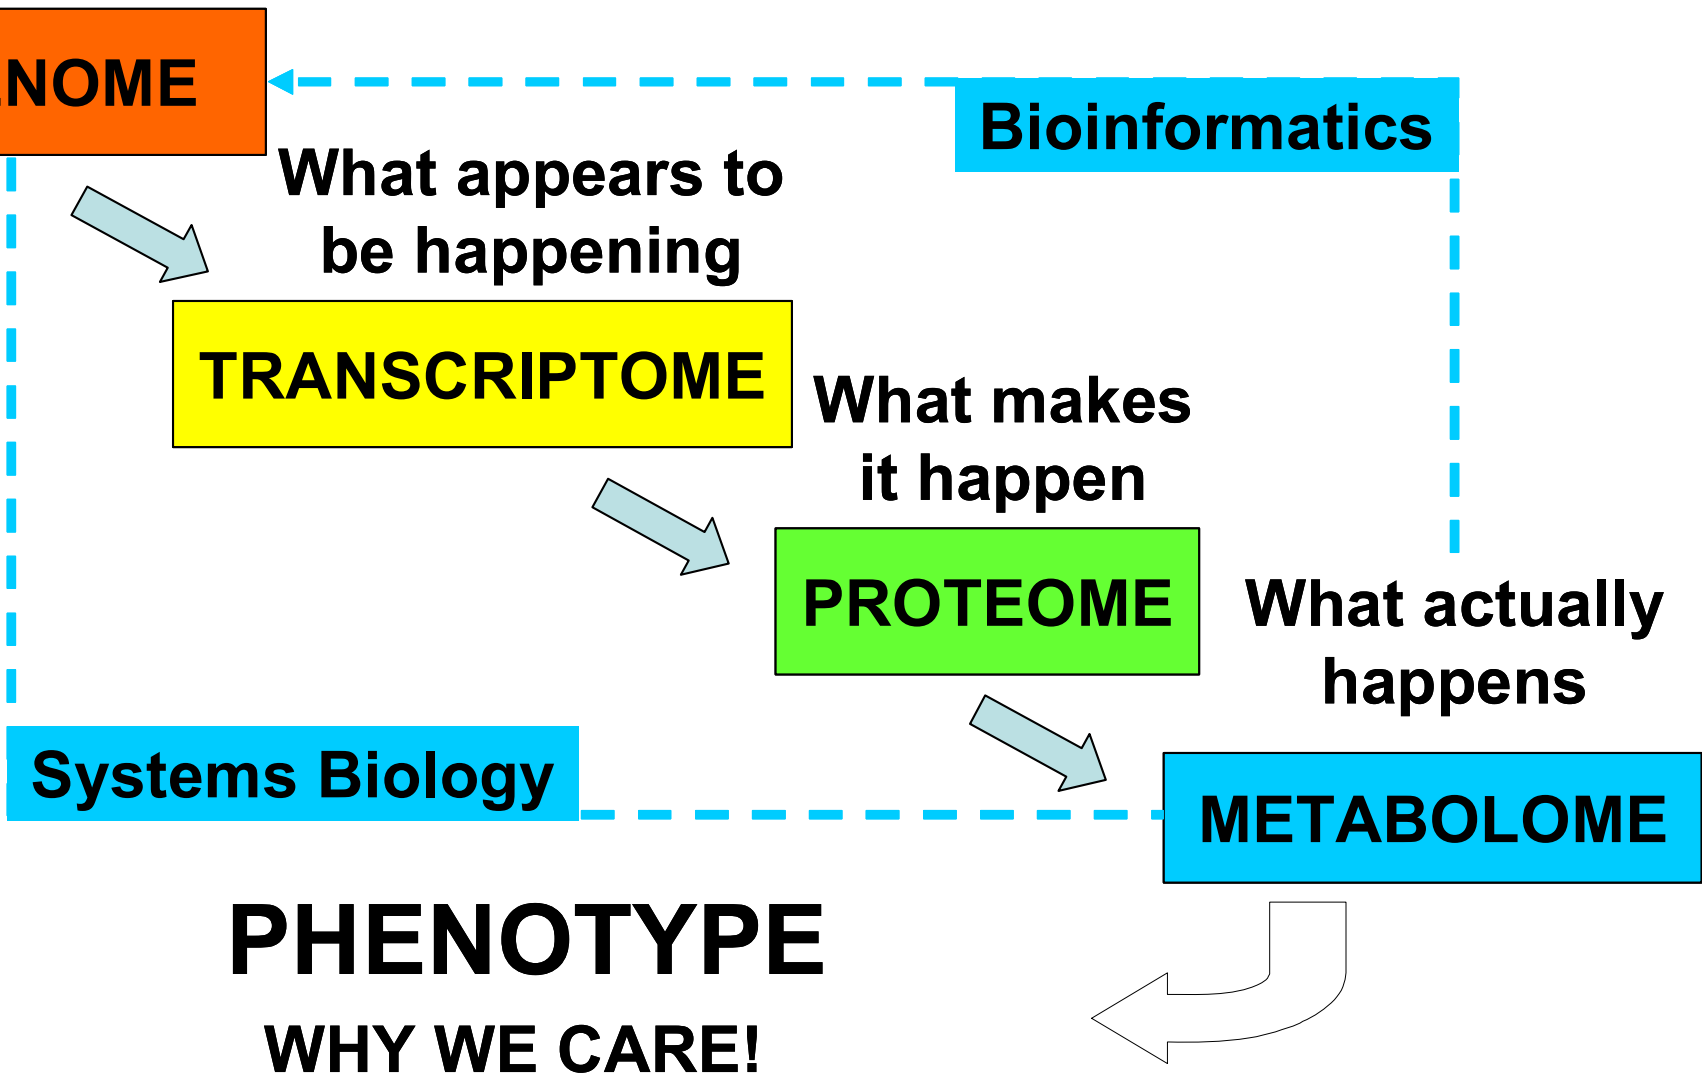 NOME
Bioinformatics
What appears to
be happening
TRANSCRIPTOME
What makes
it happen
PROTEOME
What actually
happens
Systems Biology
METABOLOME
PHENOTYPE
WHY WE CARE!